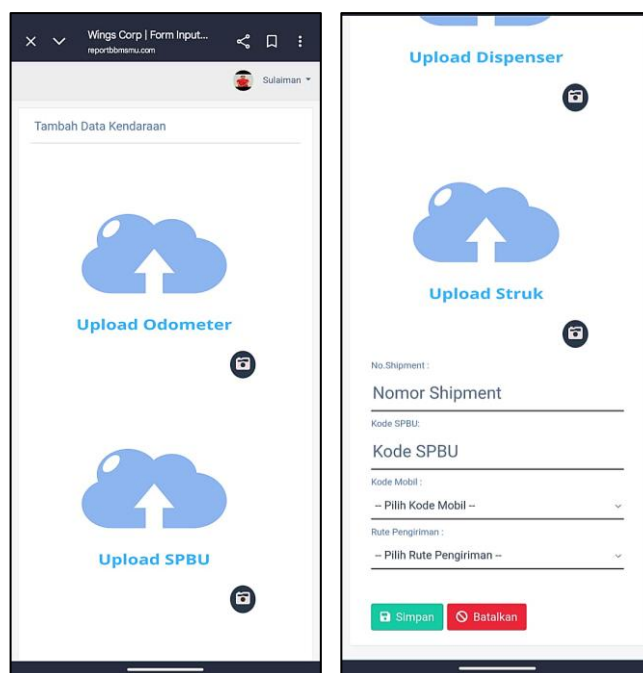 Wings Corp | Form Input...
reportbbmsmu.com
Sulaiman
Tambah Data Kendaraan
Upload Odometer
Upload SPBU
Upload Dispenser
Upload Struk
No.Shipment :
Nomor Shipment
Kode SPBU:
Kode SPBU
Kode Mobil :
-- Pilih Kode Mobil --
Rute Pengiriman :
-- Pilih Rute Pengiriman --
Simpan
Batalkan